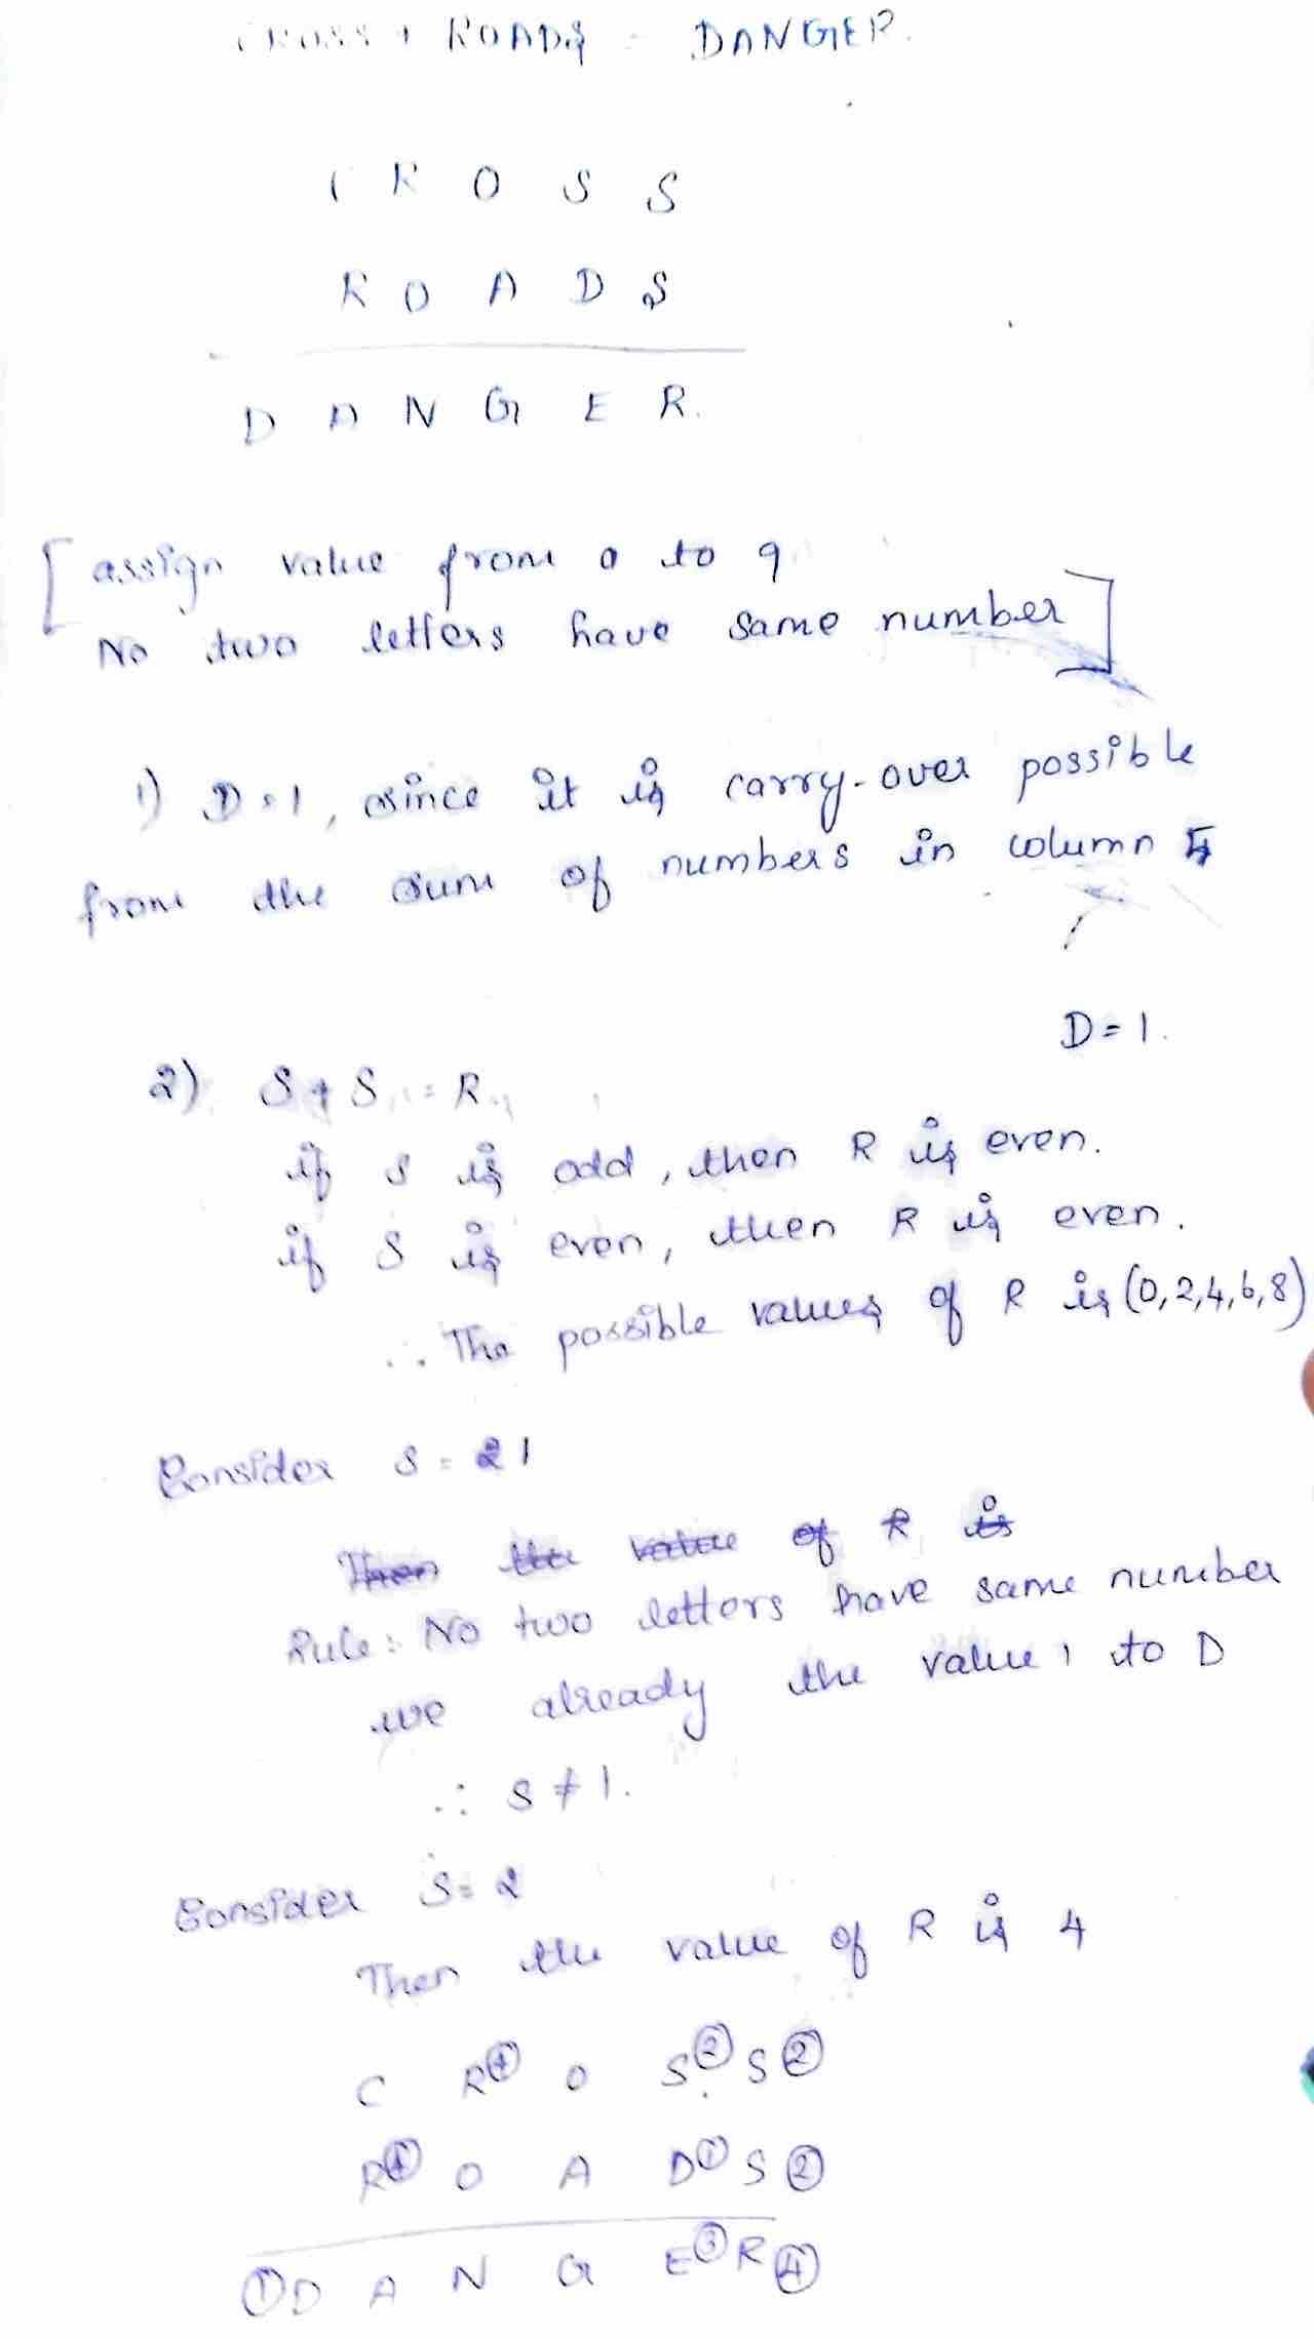 CROSS + ROADS = DANGER.
C R O S S
R O A D S
D A N G E R.
[assign value from 0 to 9
No two letters have same number]
1) D = 1, since it is carry-over possible
from the sum of numbers in column 5
D = 1.
2) S + S = R
if S is odd, then R is even.
if S is even, then R is even.
∴ The possible values of R is (0,2,4,6,8)
Consider S = 1
Then the value of R is
Rule: No two letters have same number
we already the value 1 to D
∴ S ≠ 1.
Consider S = 2
Then the value of R is 4
C R④ O S② S②
R④ O A D① S②
①D A N G E③ R④